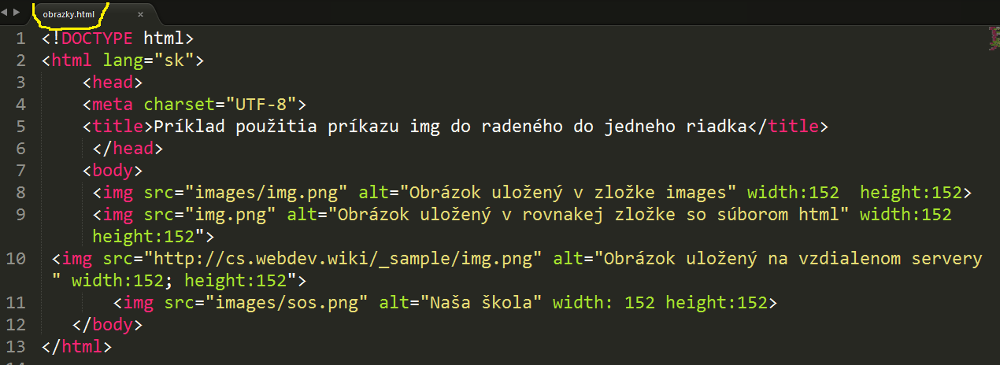 obrazky.html ×
1 <!DOCTYPE html>
2 <html lang="sk">
3 <head>
4 <meta charset="UTF-8">
5 <title>Príklad použitia príkazu img do radeného do jedneho riadka</title>
6 </head>
7 <body>
8 <img src="images/img.png" alt="Obrázok uložený v zložke images" width:152  height:152>
9 <img src="img.png" alt="Obrázok uložený v rovnakej zložke so súborom html" width:152
height:152">
10 <img src="http://cs.webdev.wiki/_sample/img.png" alt="Obrázok uložený na vzdialenom servery
" width:152; height:152">
11 <img src="images/sos.png" alt="Naša škola" width: 152 height:152>
12 </body>
13 </html>